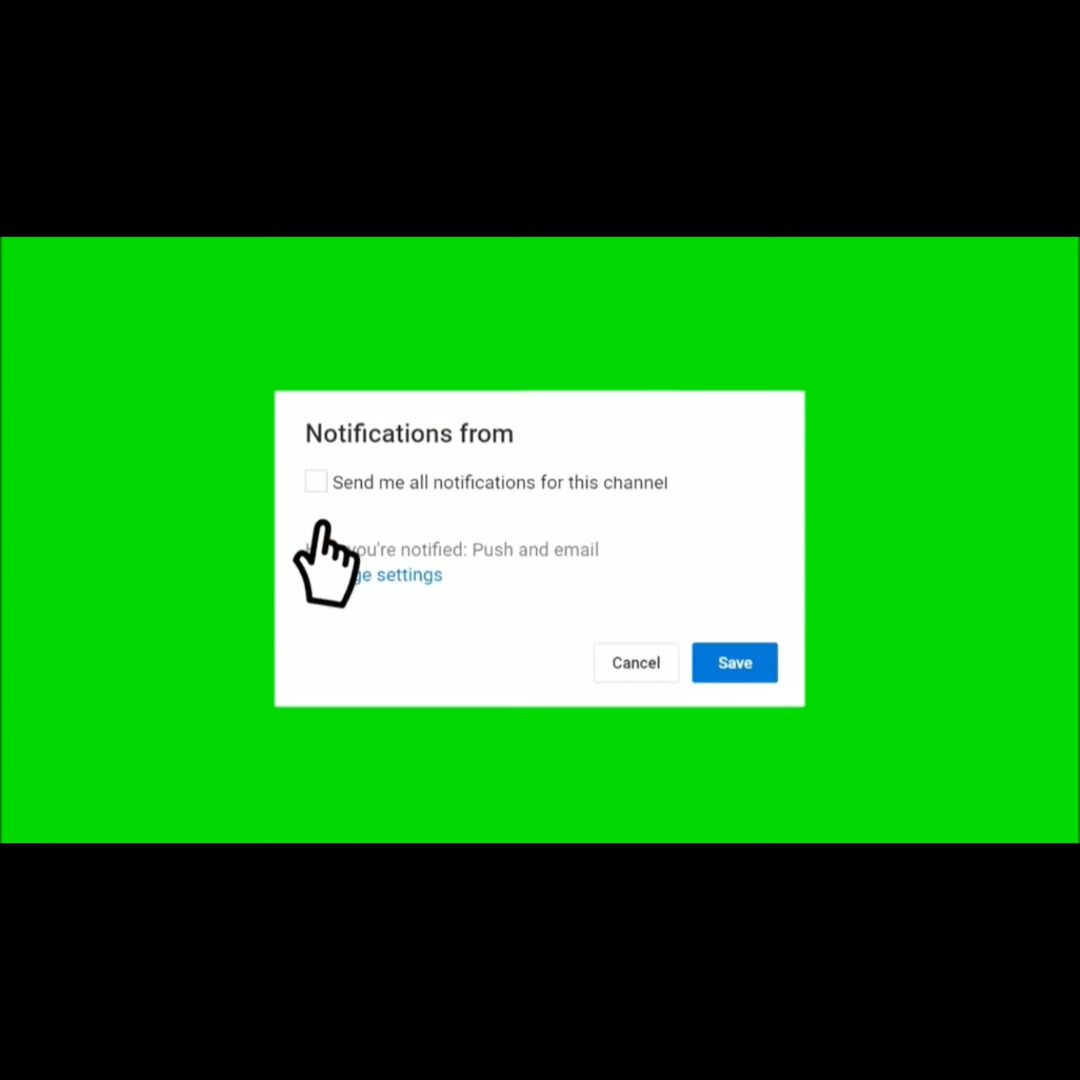 Notifications from
Send me all notifications for this channel
you're notified: Push and email
settings
Cancel
Save